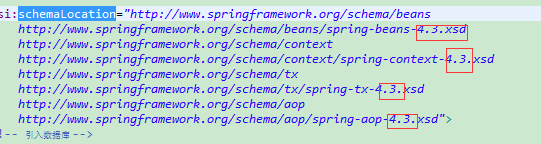 si:schemaLocation="http://www.springframework.org/schema/beans
http://www.springframework.org/schema/beans/spring-beans-4.3.xsd
http://www.springframework.org/schema/context
http://www.springframework.org/schema/context/spring-context-4.3.xsd
http://www.springframework.org/schema/tx
http://www.springframework.org/schema/tx/spring-tx-4.3.xsd
http://www.springframework.org/schema/aop
http://www.springframework.org/schema/aop/spring-aop-4.3.xsd">
!-- 引入数据库 -->